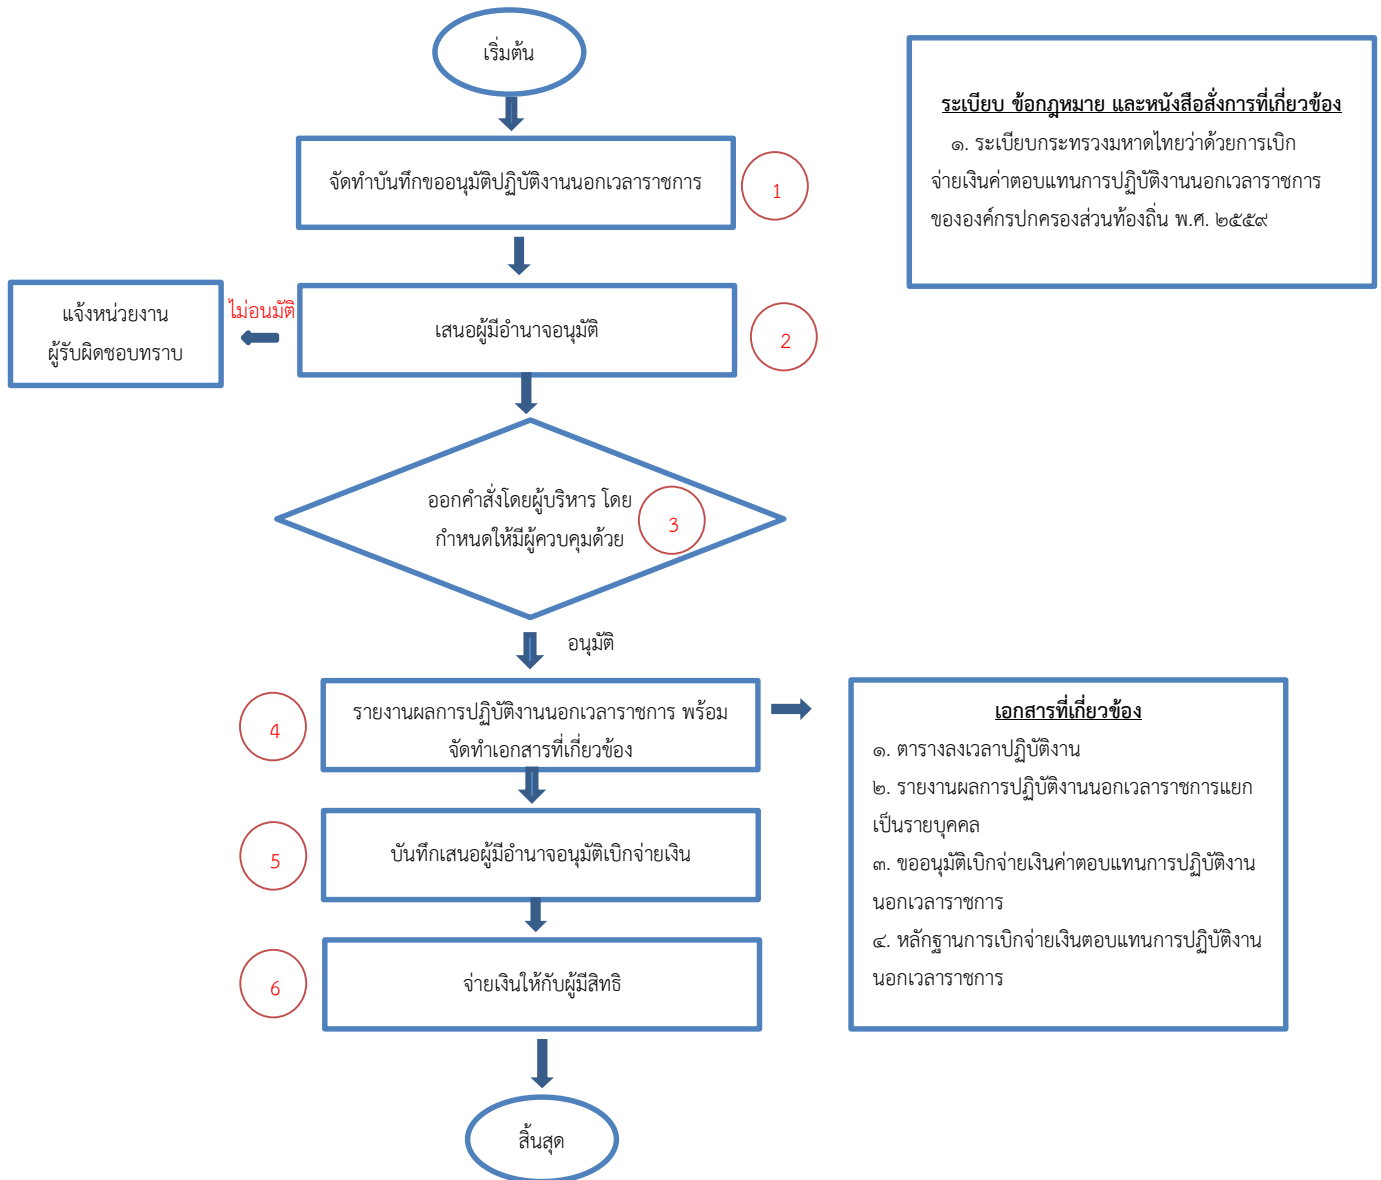 เริ่มต้น
ระเบียบ ข้อกฎหมาย และหนังสือสั่งการที่เกี่ยวข้อง
๑. ระเบียบกระทรวงมหาดไทยว่าด้วยการเบิก
จ่ายเงินค่าตอบแทนการปฏิบัติงานนอกเวลาราชการ
ขององค์กรปกครองส่วนท้องถิ่น พ.ศ. ๒๕๕๙
จัดทำบันทึกขออนุมัติปฏิบัติงานนอกเวลาราชการ
1
แจ้งหน่วยงาน
ผู้รับผิดชอบทราบ
ไม่อนมัติ
เสนอผู้มีอำนาจอนุมัติ
2
ออกคำสั่งโดยผู้บริหาร โดย
กำหนดให้มีผู้ควบคุมด้วย
3
อนุมัติ
4
รายงานผลการปฏิบัติงานนอกเวลาราชการ พร้อม
จัดทำเอกสารที่เกี่ยวข้อง
เอกสารที่เกี่ยวข้อง
๑. ตารางลงเวลาปฏิบัติงาน
๒. รายงานผลการปฏิบัติงานนอกเวลาราชการแยก
เป็นรายบุคคล
๓. ขออนุมัติเบิกจ่ายเงินค่าตอบแทนการปฏิบัติงาน
นอกเวลาราชการ
๔. หลักฐานการเบิกจ่ายเงินตอบแทนการปฏิบัติงาน
นอกเวลาราชการ
5
บันทึกเสนอผู้มีอำนาจอนุมัติเบิกจ่ายเงิน
6
จ่ายเงินให้กับผู้มีสิทธิ
สิ้นสุด